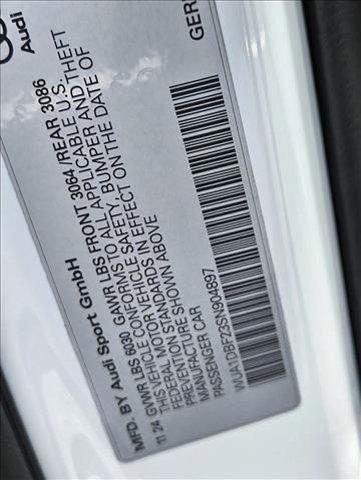 Audi
GER
MFD. BY Audi Sport GmbH
11 24 GVWR LBS 6030 GAWR LBS FRONT 3064 /REAR 3086
THIS VEHICLE CONFORMS TO ALL APPLICABLE U.S.
FEDERAL MOTOR VEHICLE SAFETY, BUMPER AND THEFT
PREVENTION STANDARDS IN EFFECT ON THE DATE OF
MANUFACTURE SHOWN ABOVE
PASSENGER CAR
WUA1DBF23SN904897